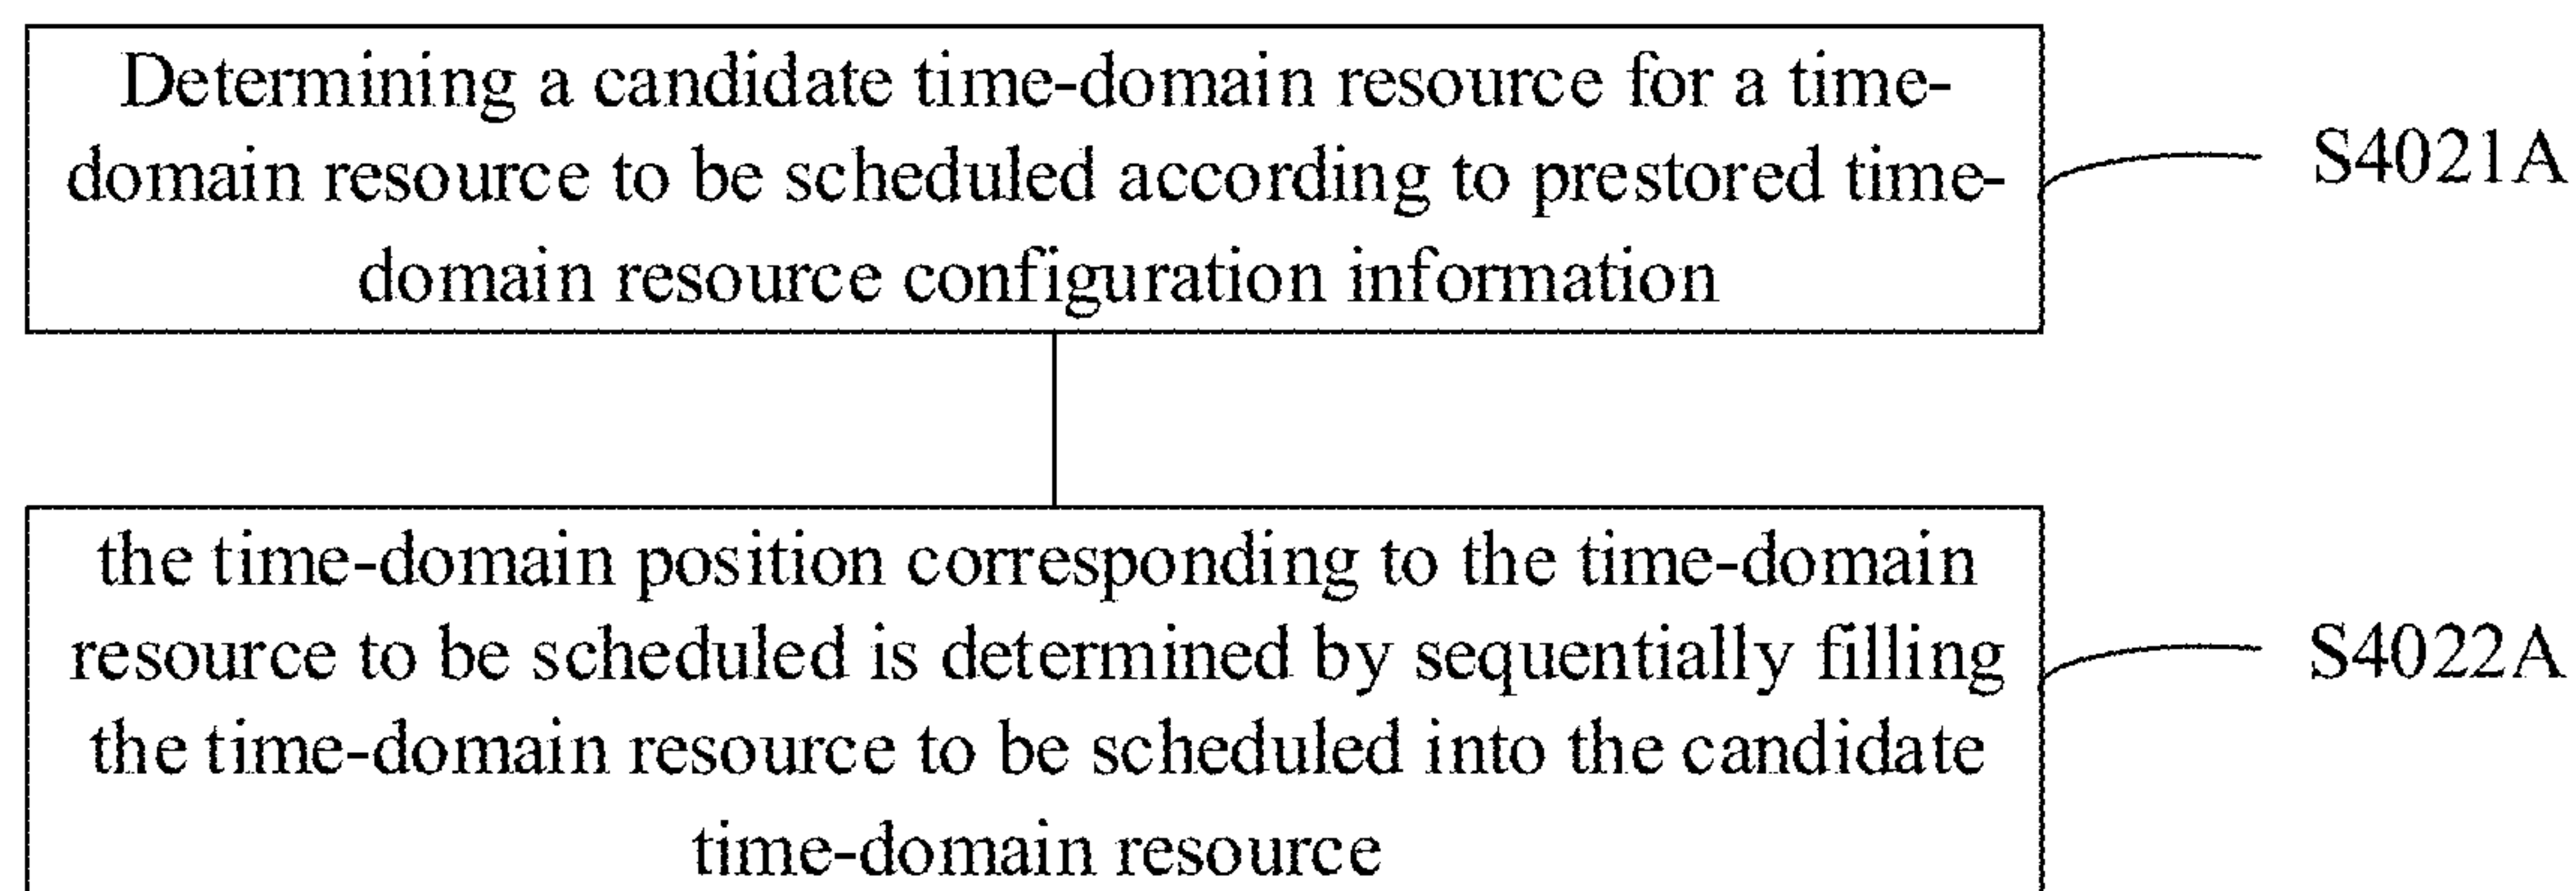 Determining a candidate time-domain resource for a time-
domain resource to be scheduled according to prestored time-
domain resource configuration information
S4021A
the time-domain position corresponding to the time-domain
resource to be scheduled is determined by sequentially filling
the time-domain resource to be scheduled into the candidate
time-domain resource
S4022A